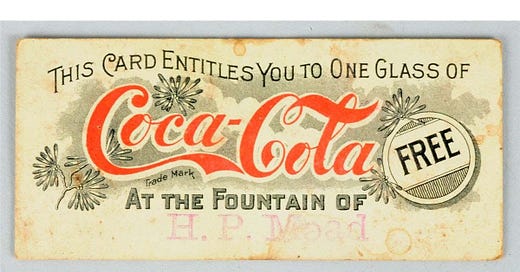 THIS CARD ENTITLES YOU TO ONE GLASS OF
Coca-Cola
Trade Mark
FREE
AT THE FOUNTAIN OF
H. P. Mead